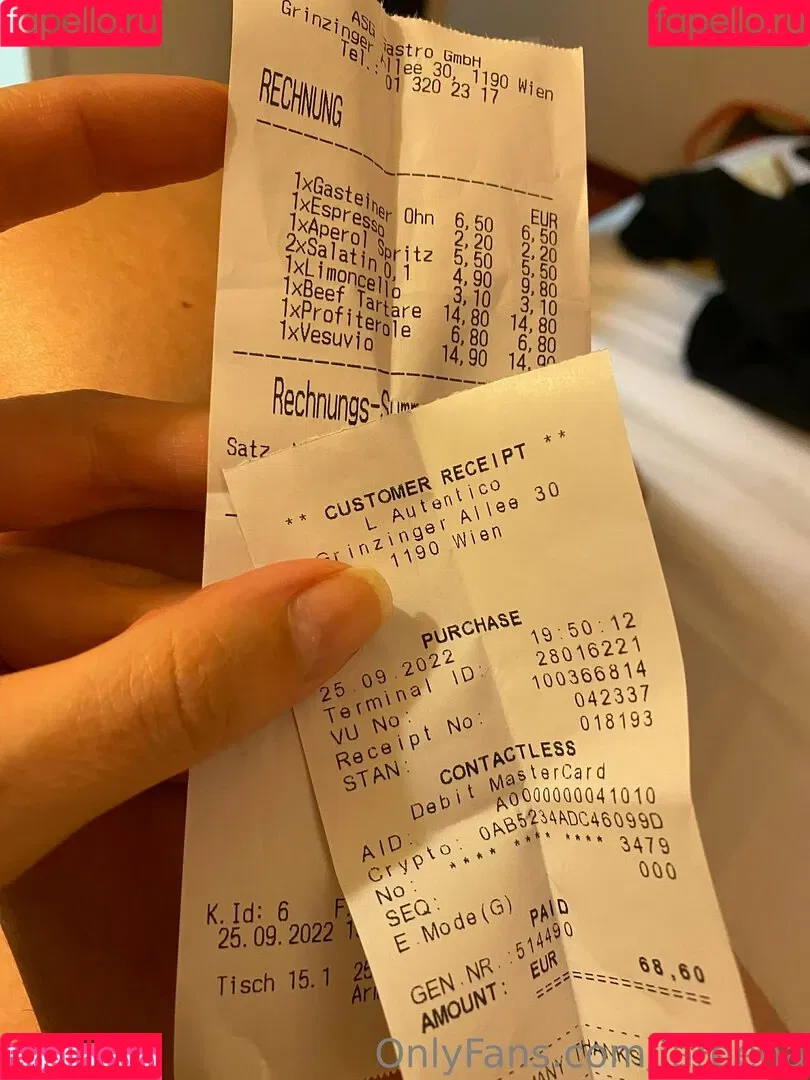 fapello.ru
fapello.ru
ASG Gastro GmbH
Grinzinger Allee 30, 1190 Wien
Tel.: 01 320 23 17
RECHNUNG
EUR
1xGasteiner Ohn 6,50 6,50
1xEspresso 2,20 2,20
1xAperol Spritz 5,50 5,50
2xSalatin 0,1 4,90 9,80
1xLimoncello 3,10 3,10
1xBeef Tartare 14,80 14,80
1xProfiterole 6,80 6,80
1xVesuvio 14,90 14,90
Rechnungs-Summ
Satz
** CUSTOMER RECEIPT **
L Autentico
Grinzinger Allee 30
1190 Wien
PURCHASE
25.09.2022 19:50:12
Terminal ID: 28016221
VU No: 100366814
Receipt No: 042337
STAN: 018193
CONTACTLESS
Debit MasterCard
AID: A0000000041010
Crypto: 0AB5234ADC46099D
No: **** **** **** 3479
SEQ: 000
E.Mode(G)
PAID
GEN.NR.:514490
AMOUNT: EUR 68,60
THANKS
K.Id: 6
25.09.2022
Tisch 15.1
fapello.ru
OnlyFans.com
fapello.ru